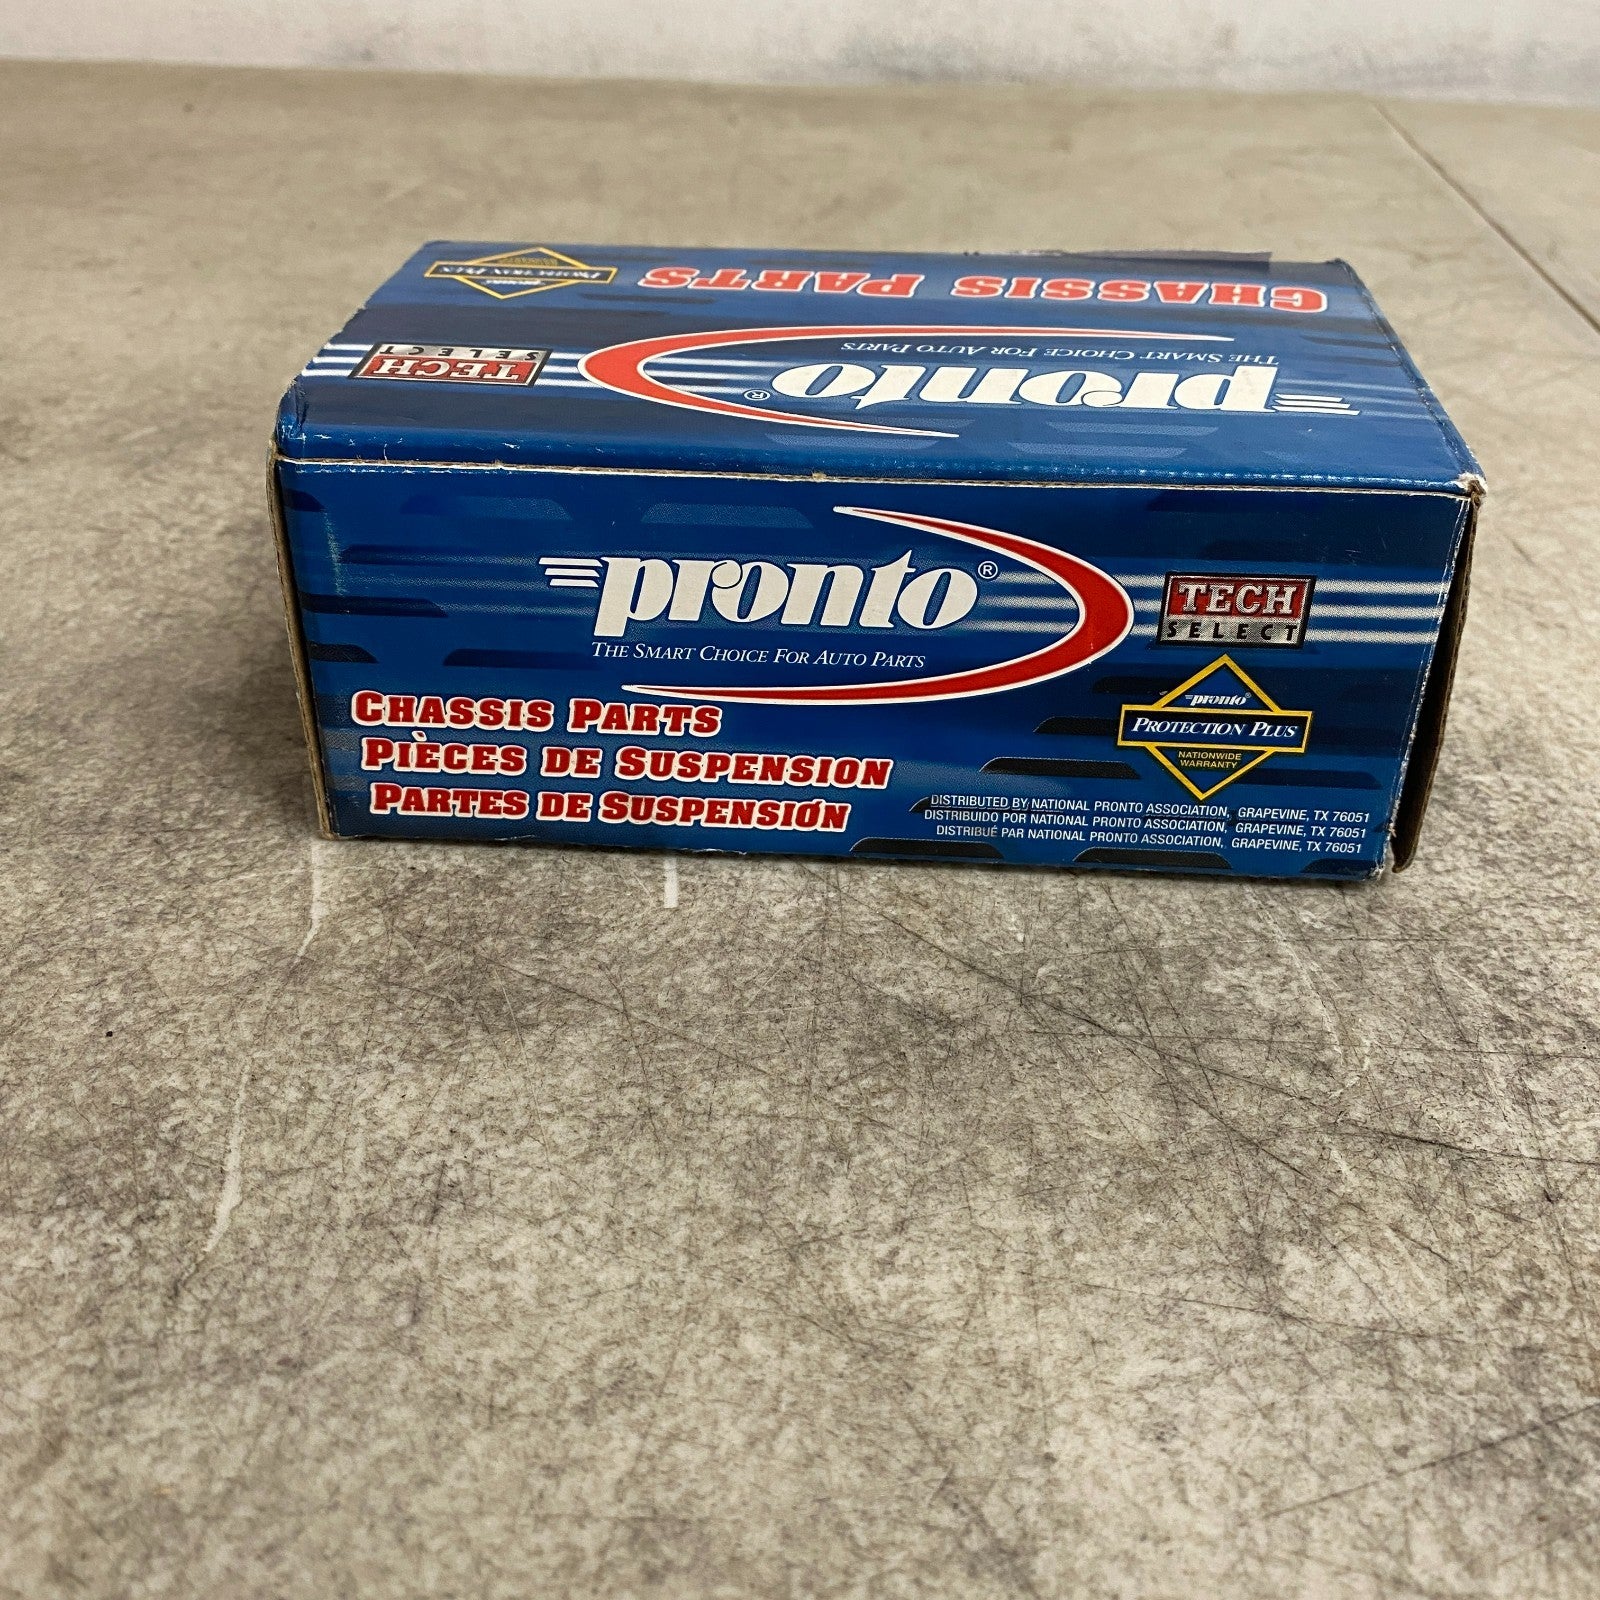 CHASSIS PARTS
pronto
PROTECTION PLUS
THE SMART CHOICE FOR AUTO PARTS
pronto®
TECH
SELECT
pronto®
THE SMART CHOICE FOR AUTO PARTS
TECH
SELECT
CHASSIS PARTS
PIÈCES DE SUSPENSION
PARTES DE SUSPENSIÓN
pronto®
PROTECTION PLUS
NATIONWIDE
WARRANTY
DISTRIBUTED BY NATIONAL PRONTO ASSOCIATION, GRAPEVINE, TX 76051
DISTRIBUIDO POR NATIONAL PRONTO ASSOCIATION, GRAPEVINE, TX 76051
DISTRIBUÉ PAR NATIONAL PRONTO ASSOCIATION, GRAPEVINE, TX 76051